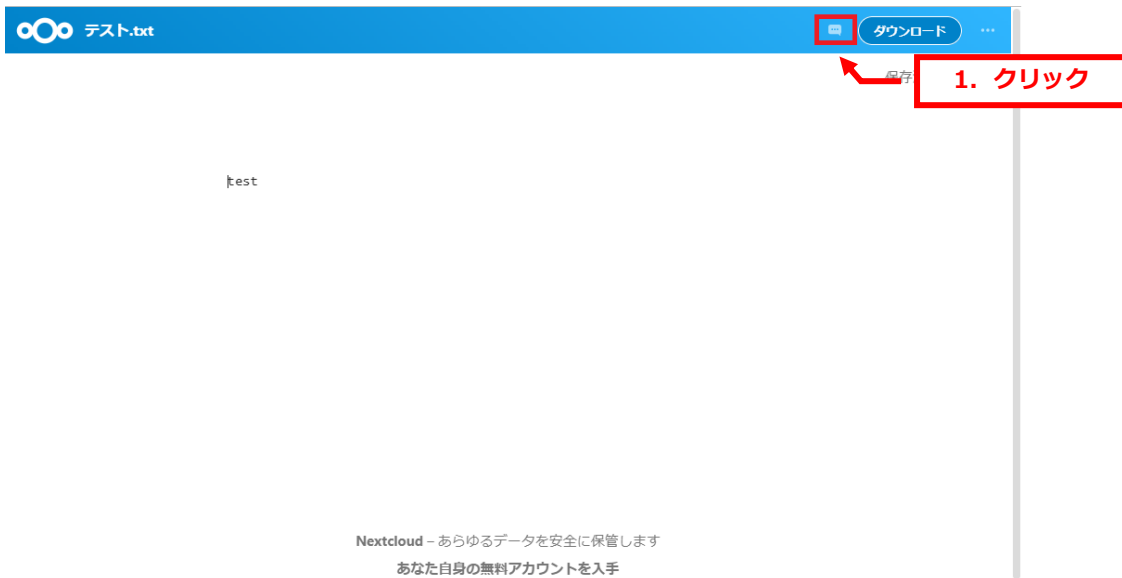 テスト.txt
ダウンロード
保存
1. クリック
test
Nextcloud – あらゆるデータを安全に保管します
あなた自身の無料アカウントを入手